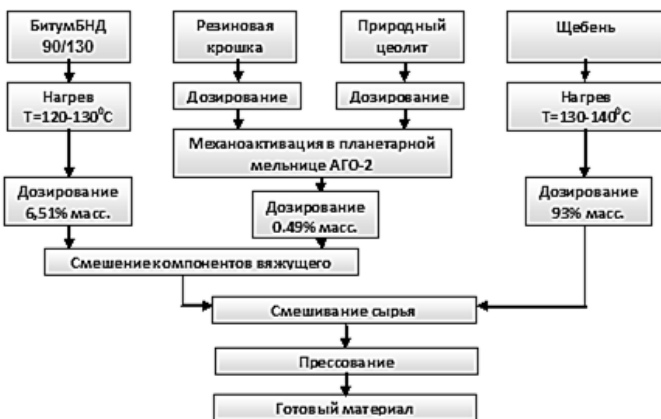 БитумБНД
90/130
Резиновая
крошка
Природный
цеолит
Щебень
Нагрев
Т=120-130⁰С
Дозирование
Дозирование
Нагрев
Т=130-140⁰С
Механоактивация в планетарной
мельнице АГО-2
Дозирование
6,51% масс.
Дозирование
0.49% масс.
Дозирование
93% масс.
Смешение компонентов вяжущего
Смешивание сырья
Прессование
Готовый материал